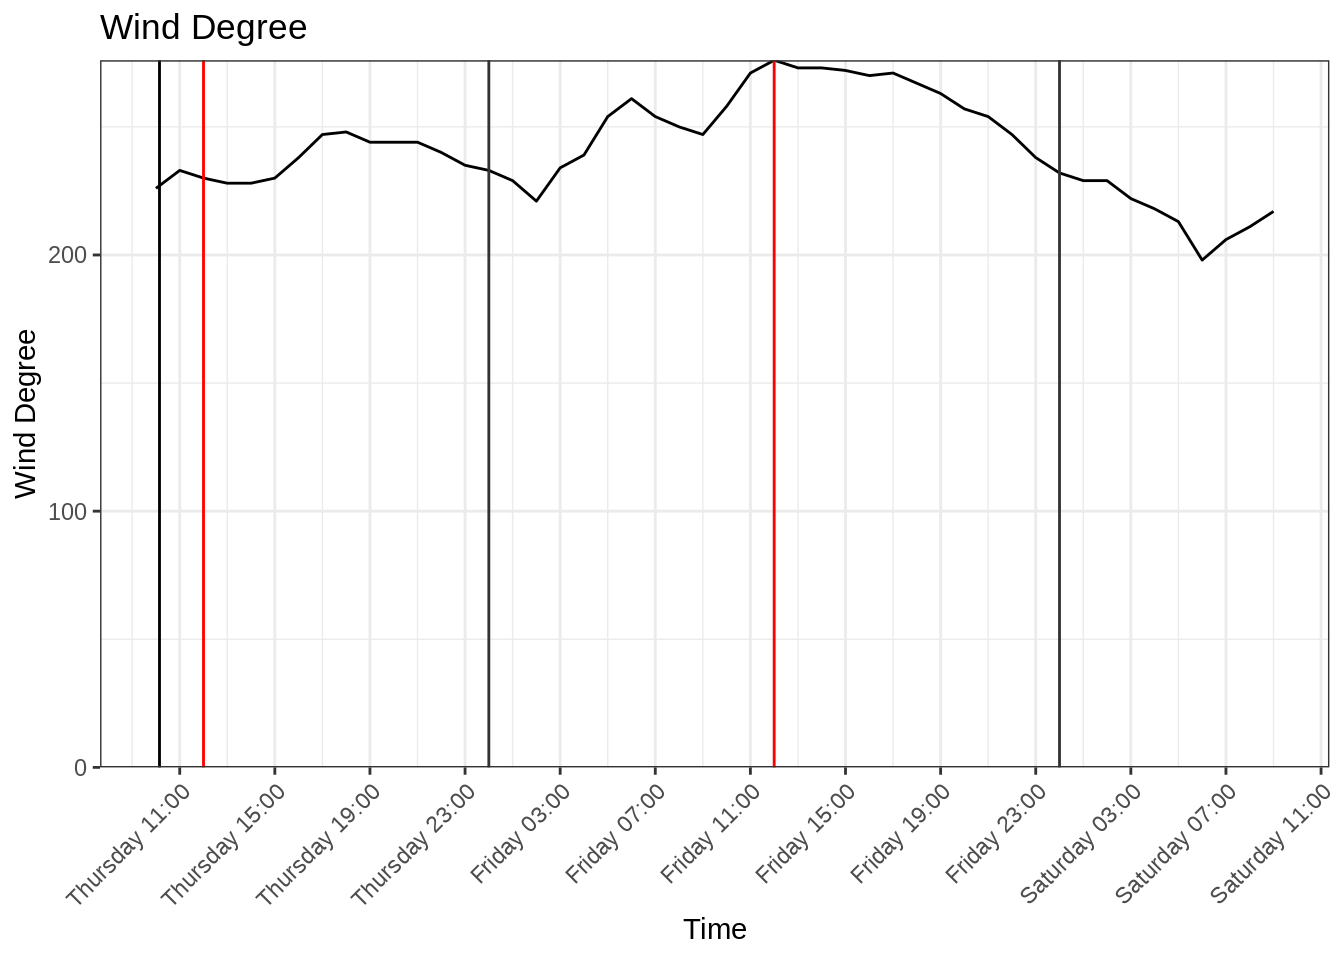 Wind Degree
Wind Degree
200
100
0
Thursday 11:00
Thursday 15:00
Thursday 19:00
Thursday 23:00
Friday 03:00
Friday 07:00
Friday 11:00
Friday 15:00
Friday 19:00
Friday 23:00
Saturday 03:00
Saturday 07:00
Saturday 11:00
Time